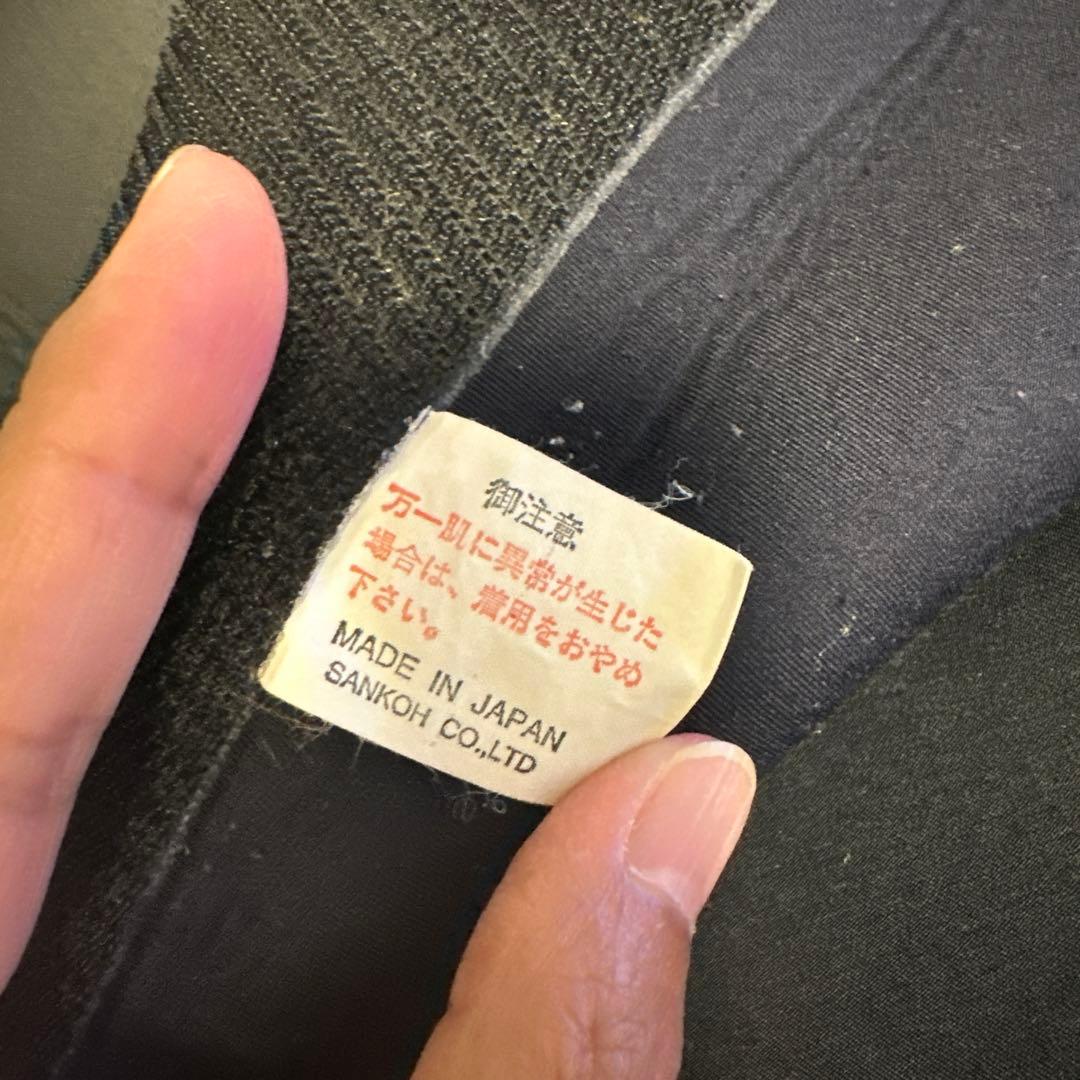 御注意
万一肌に異常が生じた
場合は、着用をおやめ
下さい。
MADE IN JAPAN
SANKOH CO.,LTD